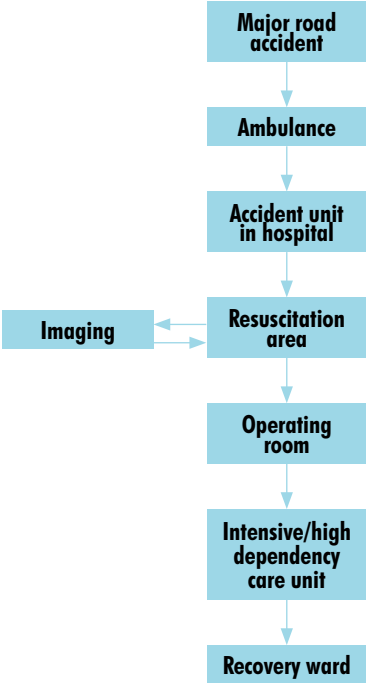 Major road
accident
Ambulance
Accident unit
in hospital
Imaging
Resuscitation
area
Operating
room
Intensive/high
dependency
care unit
Recovery ward